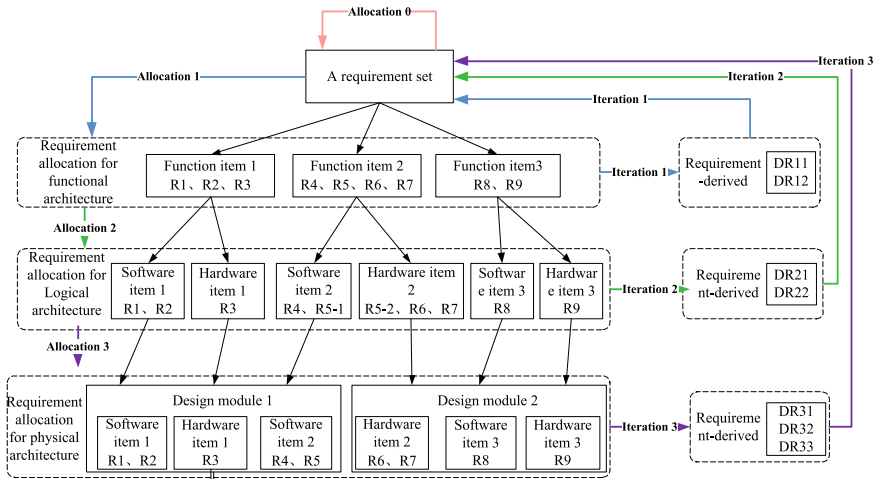 Allocation 0
Iteration 3
Allocation 1
A requirement set
Iteration 2
Iteration 1
Requirement
allocation for
functional
architecture
Function item 1
R1、R2、R3
Function item 2
R4、R5、R6、R7
Function item3
R8、R9
Iteration 1
Requirement
-derived
DR11
DR12
Allocation 2
Requirement
allocation for
Logical
architecture
Software
item 1
R1、R2
Hardware
item 1
R3
Software
item 2
R4、R5-1
Hardware item
2
R5-2、R6、R7
Softwar
e item 3
R8
Hardwar
e item 3
R9
Iteration 2
Requireme
nt-derived
DR21
DR22
Allocation 3
Requirement
allocation
for physical
architecture
Design module 1
Software
item 1
R1、R2
Hardware
item 1
R3
Software
item 2
R4、R5
Design module 2
Hardware
item 2
R6、R7
Software
item 3
R8
Hardware
item 3
R9
Iteration 3
Requireme
nt-derived
DR31
DR32
DR33